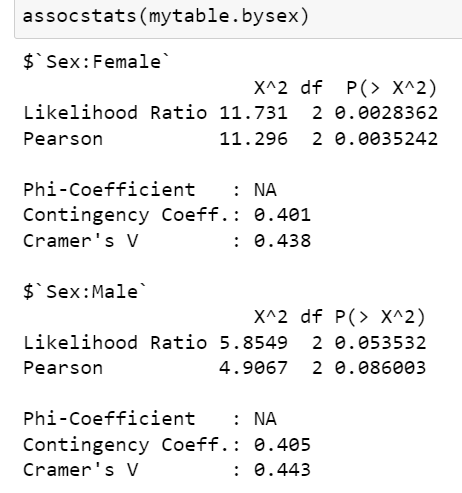 assocstats(mytable.bysex)
$`Sex:Female`
X^2 df P(> X^2)
Likelihood Ratio 11.731 2 0.0028362
Pearson 11.296 2 0.0035242
Phi-Coefficient : NA
Contingency Coeff.: 0.401
Cramer's V : 0.438
$`Sex:Male`
X^2 df P(> X^2)
Likelihood Ratio 5.8549 2 0.053532
Pearson 4.9067 2 0.086003
Phi-Coefficient : NA
Contingency Coeff.: 0.405
Cramer's V : 0.443